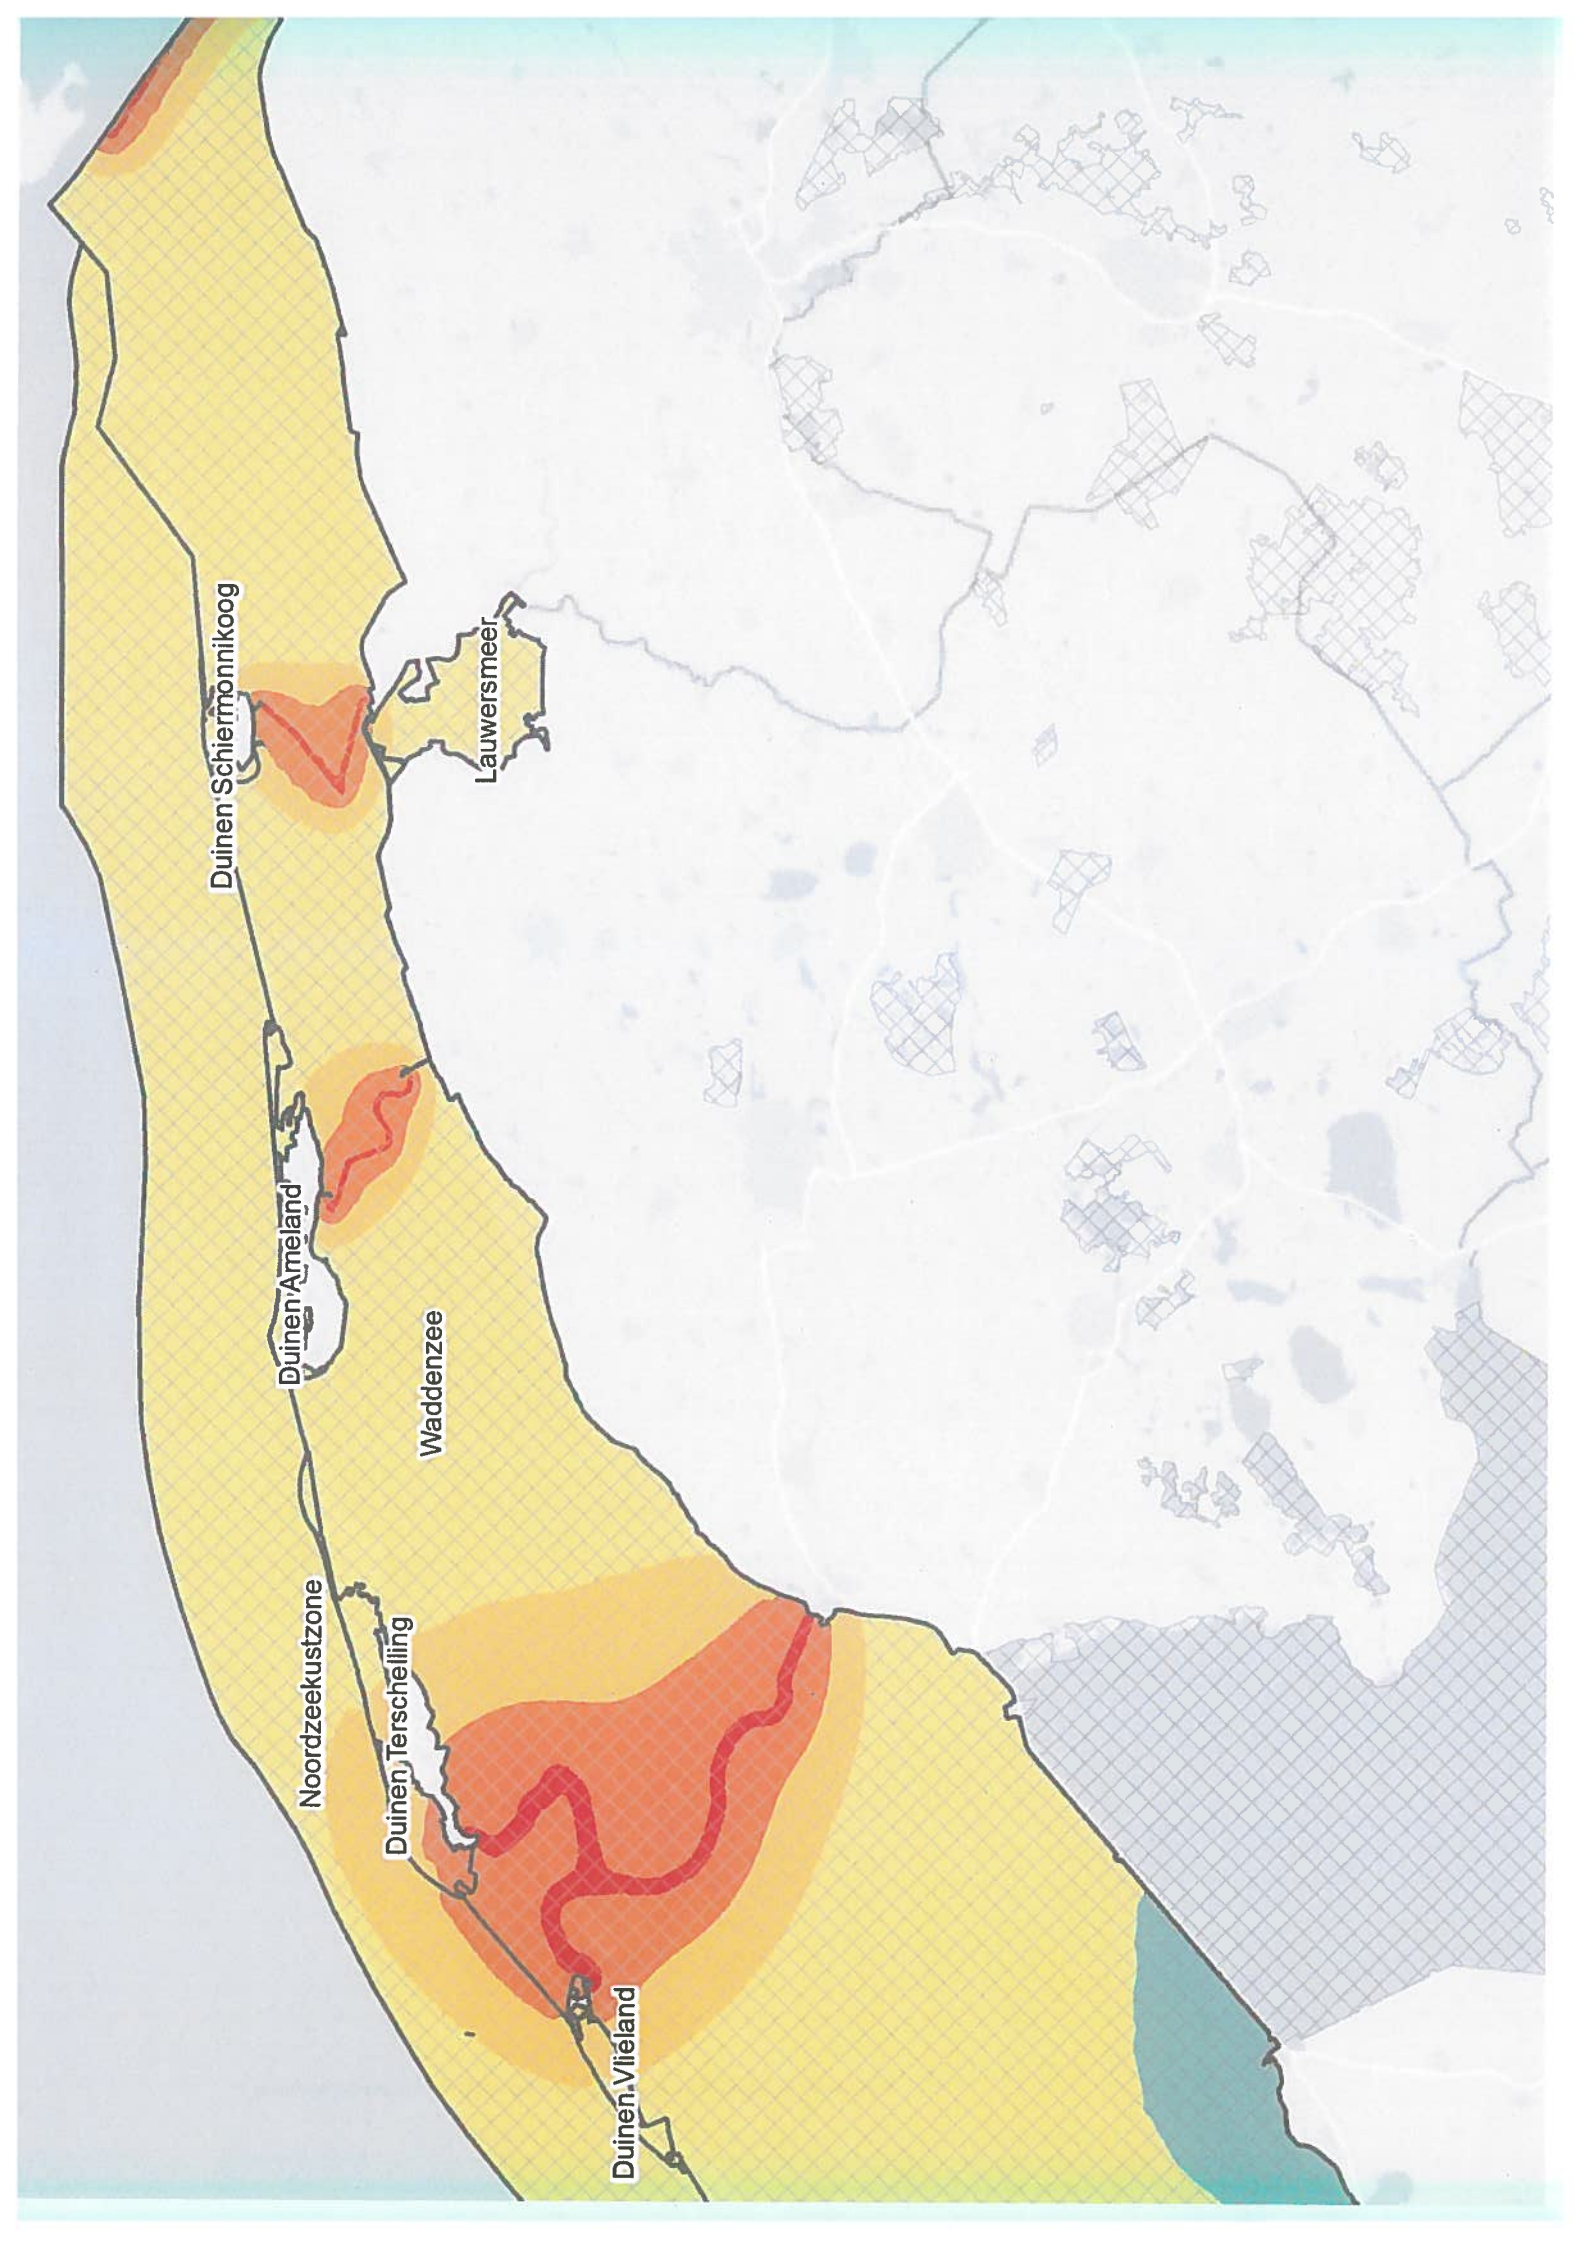 Duinen Schiermonnikoog
Lauwersmeer
Duinen Ameland
Waddenzee
Noordzeekustzone
Duinen Terschelling
Duinen Vlieland